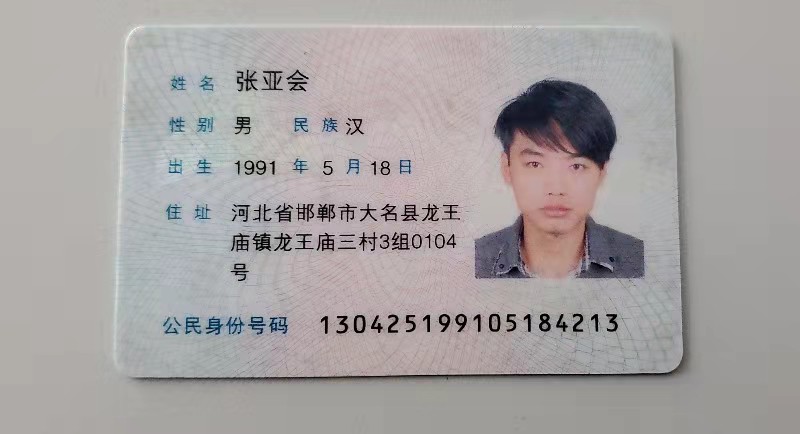 姓名 张亚会
性别 男 民族 汉
出生 1991 年 5 月 18 日
住址 河北省邯郸市大名县龙王
庙镇龙王庙三村3组0104
号
公民身份号码 130425199105184213